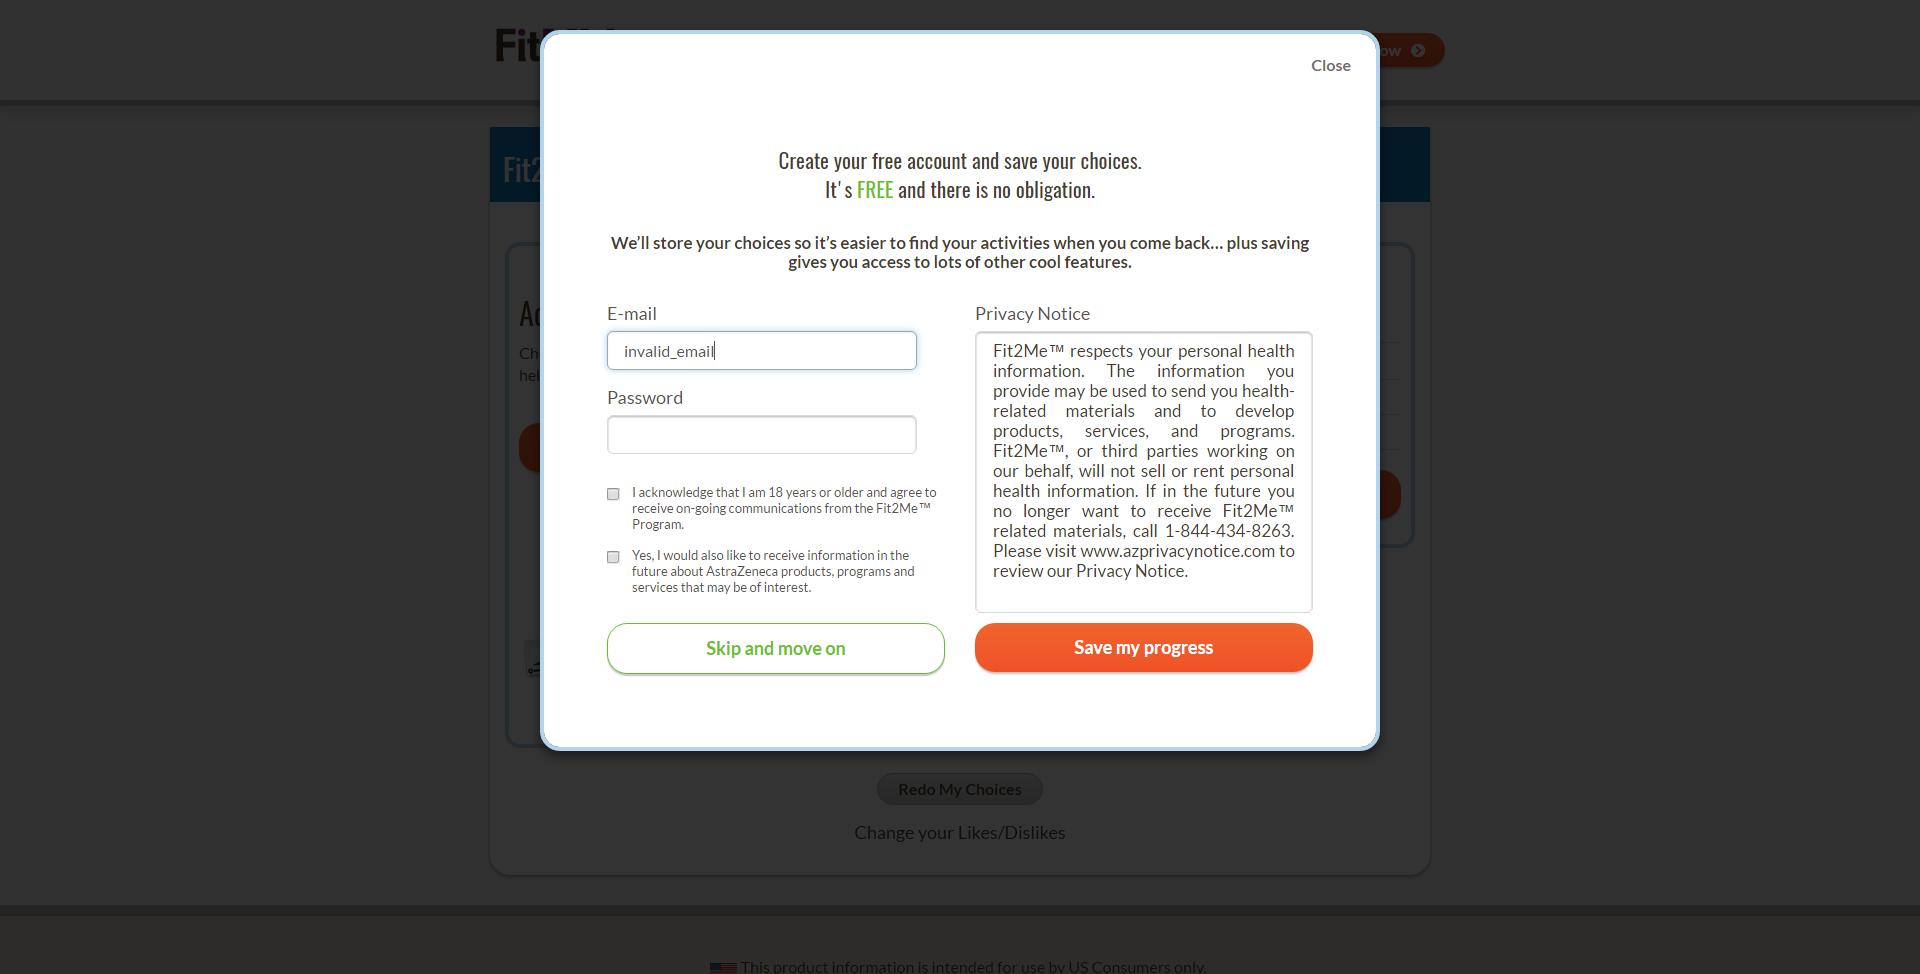 Fit
ow
Close
Fit2
Create your free account and save your choices.
It's FREE and there is no obligation.
We’ll store your choices so it’s easier to find your activities when you come back... plus saving
gives you access to lots of other cool features.
E-mail
invalid_email
Password
I acknowledge that I am 18 years or older and agree to
receive on-going communications from the Fit2Me™
Program.
Yes, I would also like to receive information in the
future about AstraZeneca products, programs and
services that may be of interest.
Privacy Notice
Fit2Me™ respects your personal health
information. The information you
provide may be used to send you health-
related materials and to develop
products, services, and programs.
Fit2Me™, or third parties working on
our behalf, will not sell or rent personal
health information. If in the future you
no longer want to receive Fit2Me™
related materials, call 1-844-434-8263.
Please visit www.azprivacynotice.com to
review our Privacy Notice.
Skip and move on
Save my progress
Redo My Choices
Change your Likes/Dislikes
This product information is intended for use by US Consumers only.